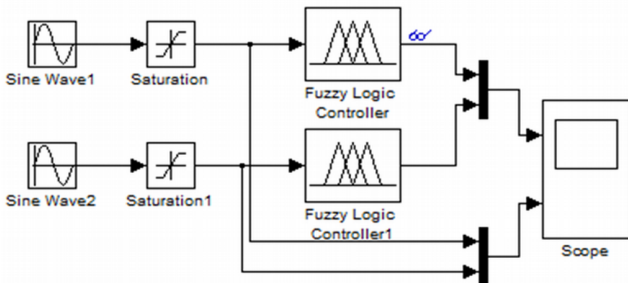 Sine Wave1
Saturation
Fuzzy Logic
Controller
Sine Wave2
Saturation1
Fuzzy Logic
Controller1
Scope